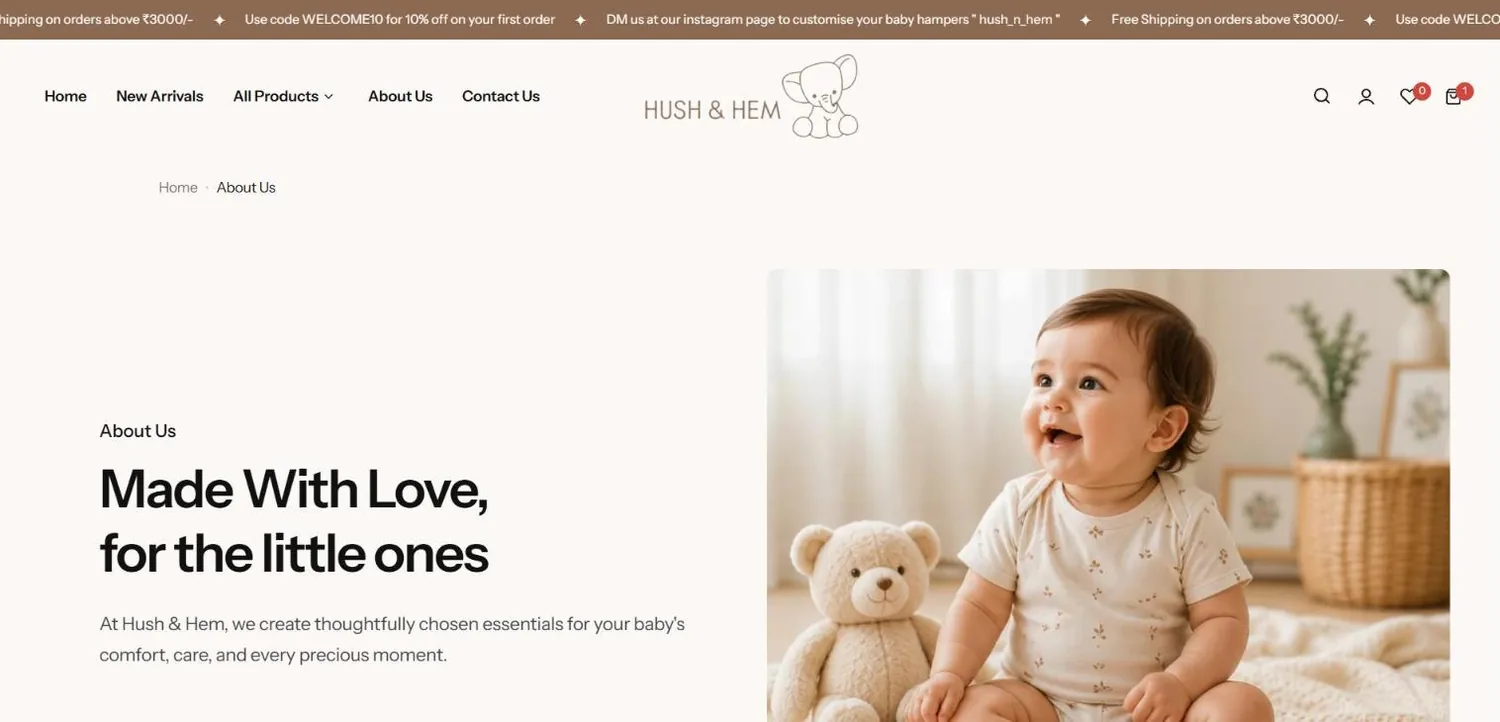 hipping on orders above ₹3000/- ✦ Use code WELCOME10 for 10% off on your first order ✦ DM us at our instagram page to customise your baby hampers " hush_n_hem " ✦ Free Shipping on orders above ₹3000/- ✦ Use code WELCO
Home New Arrivals All Products About Us Contact Us HUSH & HEM 0 1
Home · About Us
About Us
Made With Love,
for the little ones
At Hush & Hem, we create thoughtfully chosen essentials for your baby's
comfort, care, and every precious moment.